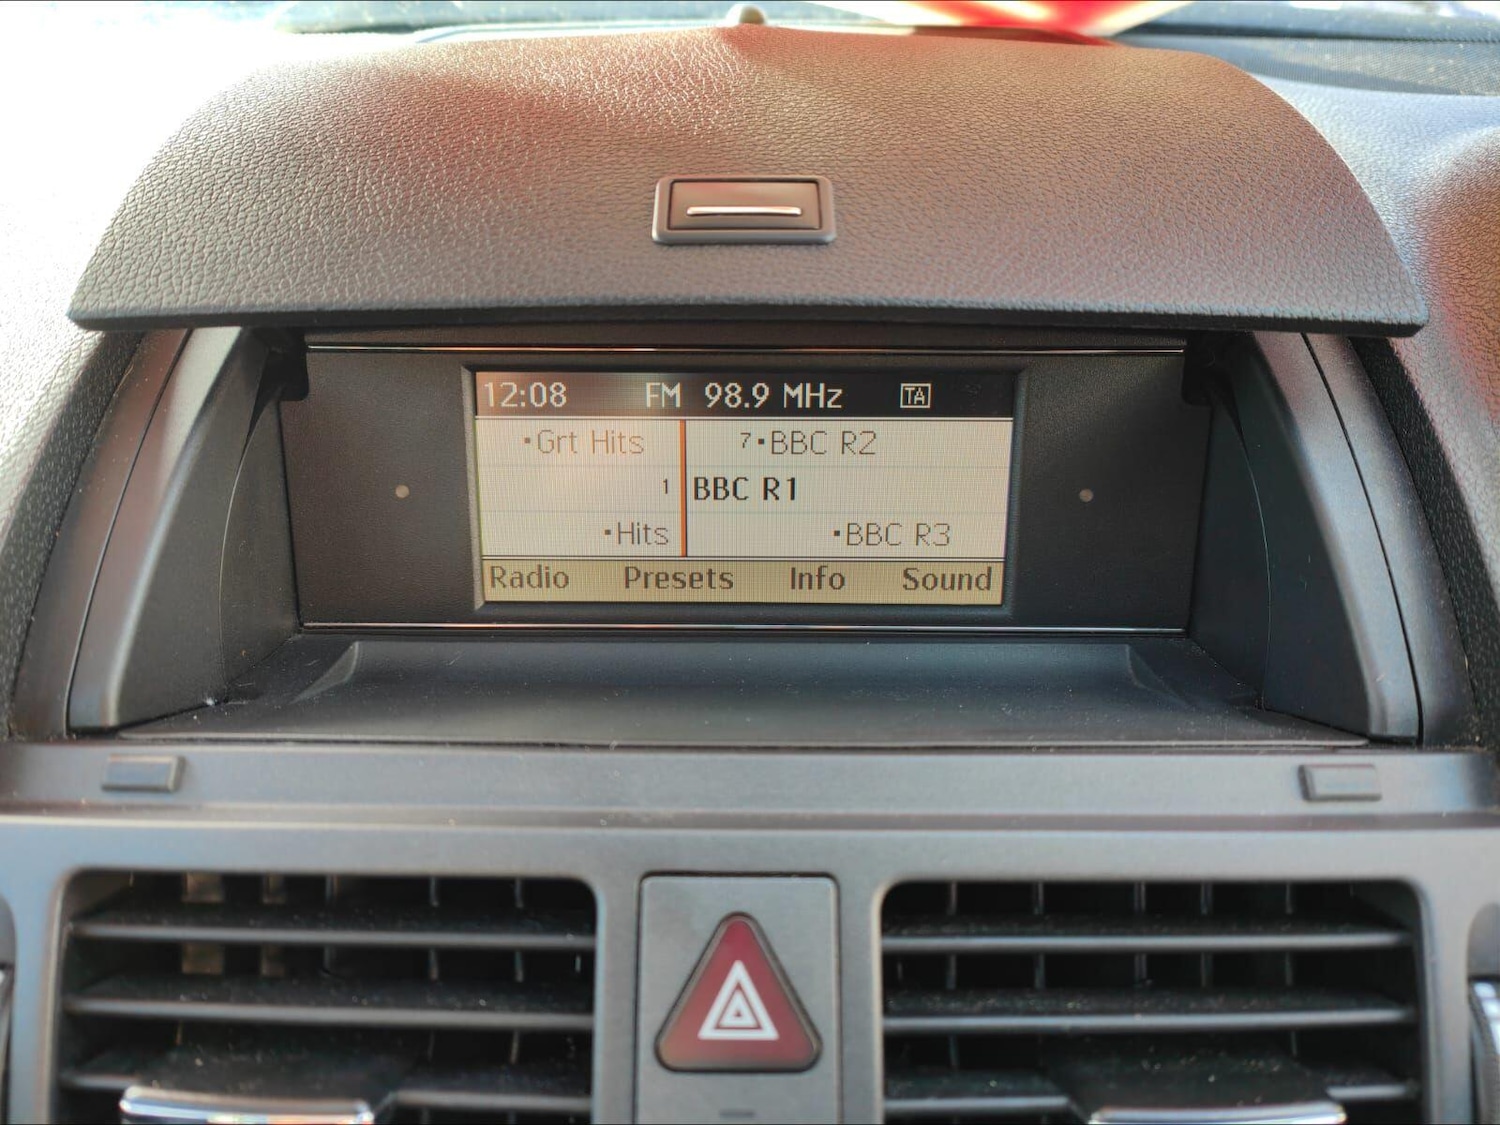 12:08 FM 98.9 MHz TA
•Grt Hits 7•BBC R2
1 BBC R1
•Hits •BBC R3
Radio Presets Info Sound